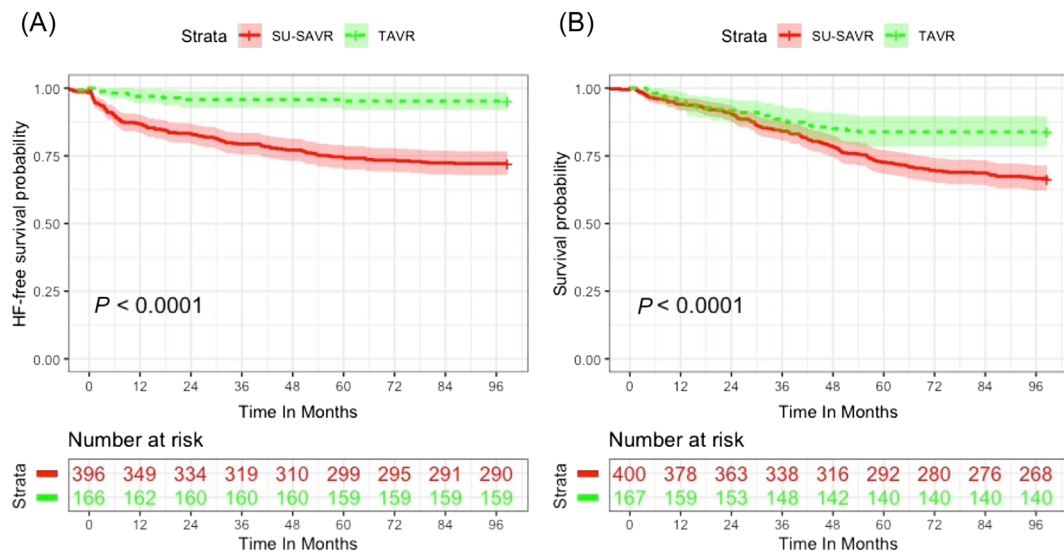 (A)
Strata SU-SAVR TAVR
HF-free survival probability
1.00
0.75
0.50
0.25
0.00
P < 0.0001
0 12 24 36 48 60 72 84 96
Time In Months
Number at risk
Strata
396 349 334 319 310 299 295 291 290
166 162 160 160 160 159 159 159 159
0 12 24 36 48 60 72 84 96
Time In Months
(B)
Strata SU-SAVR TAVR
Survival probability
1.00
0.75
0.50
0.25
0.00
P < 0.0001
0 12 24 36 48 60 72 84 96
Time In Months
Number at risk
Strata
400 378 363 338 316 292 280 276 268
167 159 153 148 142 140 140 140 140
0 12 24 36 48 60 72 84 96
Time In Months